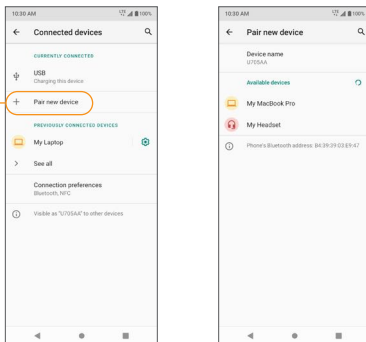 10:30 AM LTE 100%
Connected devices
CURRENTLY CONNECTED
USB
Charging this device
Pair new device
PREVIOUSLY CONNECTED DEVICES
My Laptop
See all
Connection preferences
Bluetooth, NFC
Visible as "U705AA" to other devices
10:30 AM LTE 100%
Pair new device
Device name
U705AA
Available devices
My MacBook Pro
My Headset
Phone's Bluetooth address: B4:39:39:03:E9:47